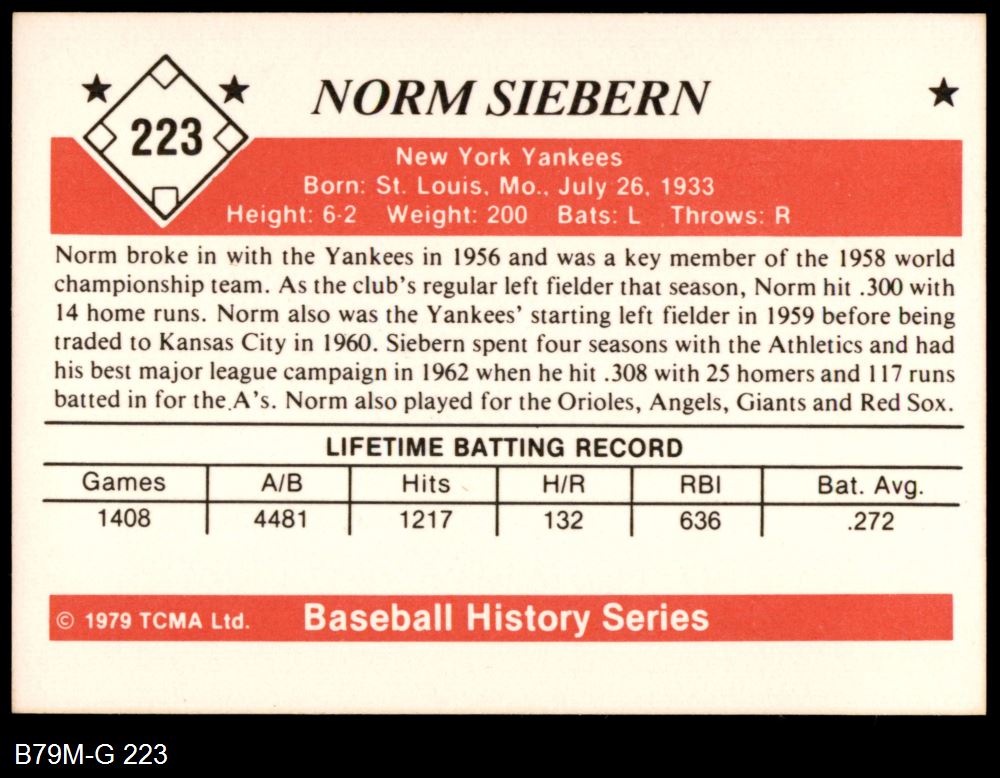 223
NORM SIEBERN
New York Yankees
Born: St. Louis, Mo., July 26, 1933
Height: 6-2 Weight: 200 Bats: L Throws: R
Norm broke in with the Yankees in 1956 and was a key member of the 1958 world
championship team. As the club's regular left fielder that season, Norm hit .300 with
14 home runs. Norm also was the Yankees' starting left fielder in 1959 before being
traded to Kansas City in 1960. Siebern spent four seasons with the Athletics and had
his best major league campaign in 1962 when he hit .308 with 25 homers and 117 runs
batted in for the A's. Norm also played for the Orioles, Angels, Giants and Red Sox.
LIFETIME BATTING RECORD
Games A/B Hits H/R RBI Bat. Avg.
1408 4481 1217 132 636 .272
© 1979 TCMA Ltd. Baseball History Series
B79M-G 223